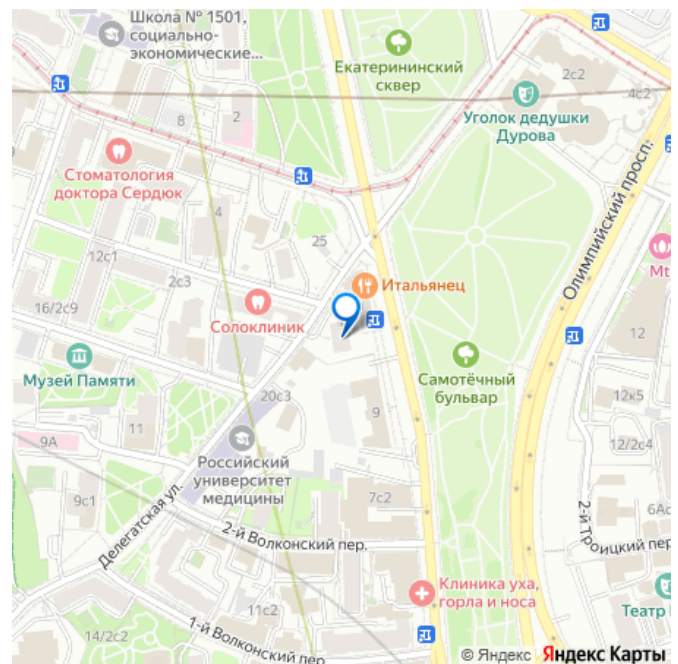 Школа № 1501,
социально-
экономические...
Екатерининский
сквер
2с2
4с2
Уголок дедушки
Дурова
8
2
Стоматология
доктора Сердюк
4
25
Олимпийский просп.
12с1
2с3
Итальянец
Mt
16/2с9
Солоклиник
12
Музей Памяти
Самотёчный
бульвар
20с3
12к5
9
11
9А
12/2с4
Российский
университет
медицины
7с2
9с1
Делегатская ул.
2-й Волконский пер.
6Ас
2-й Троицкий пер
Клиника уха,
горла и носа
11с2
Театр
14/2с2
1-й Волконский пер.
© Яндекс Яндекс Карты